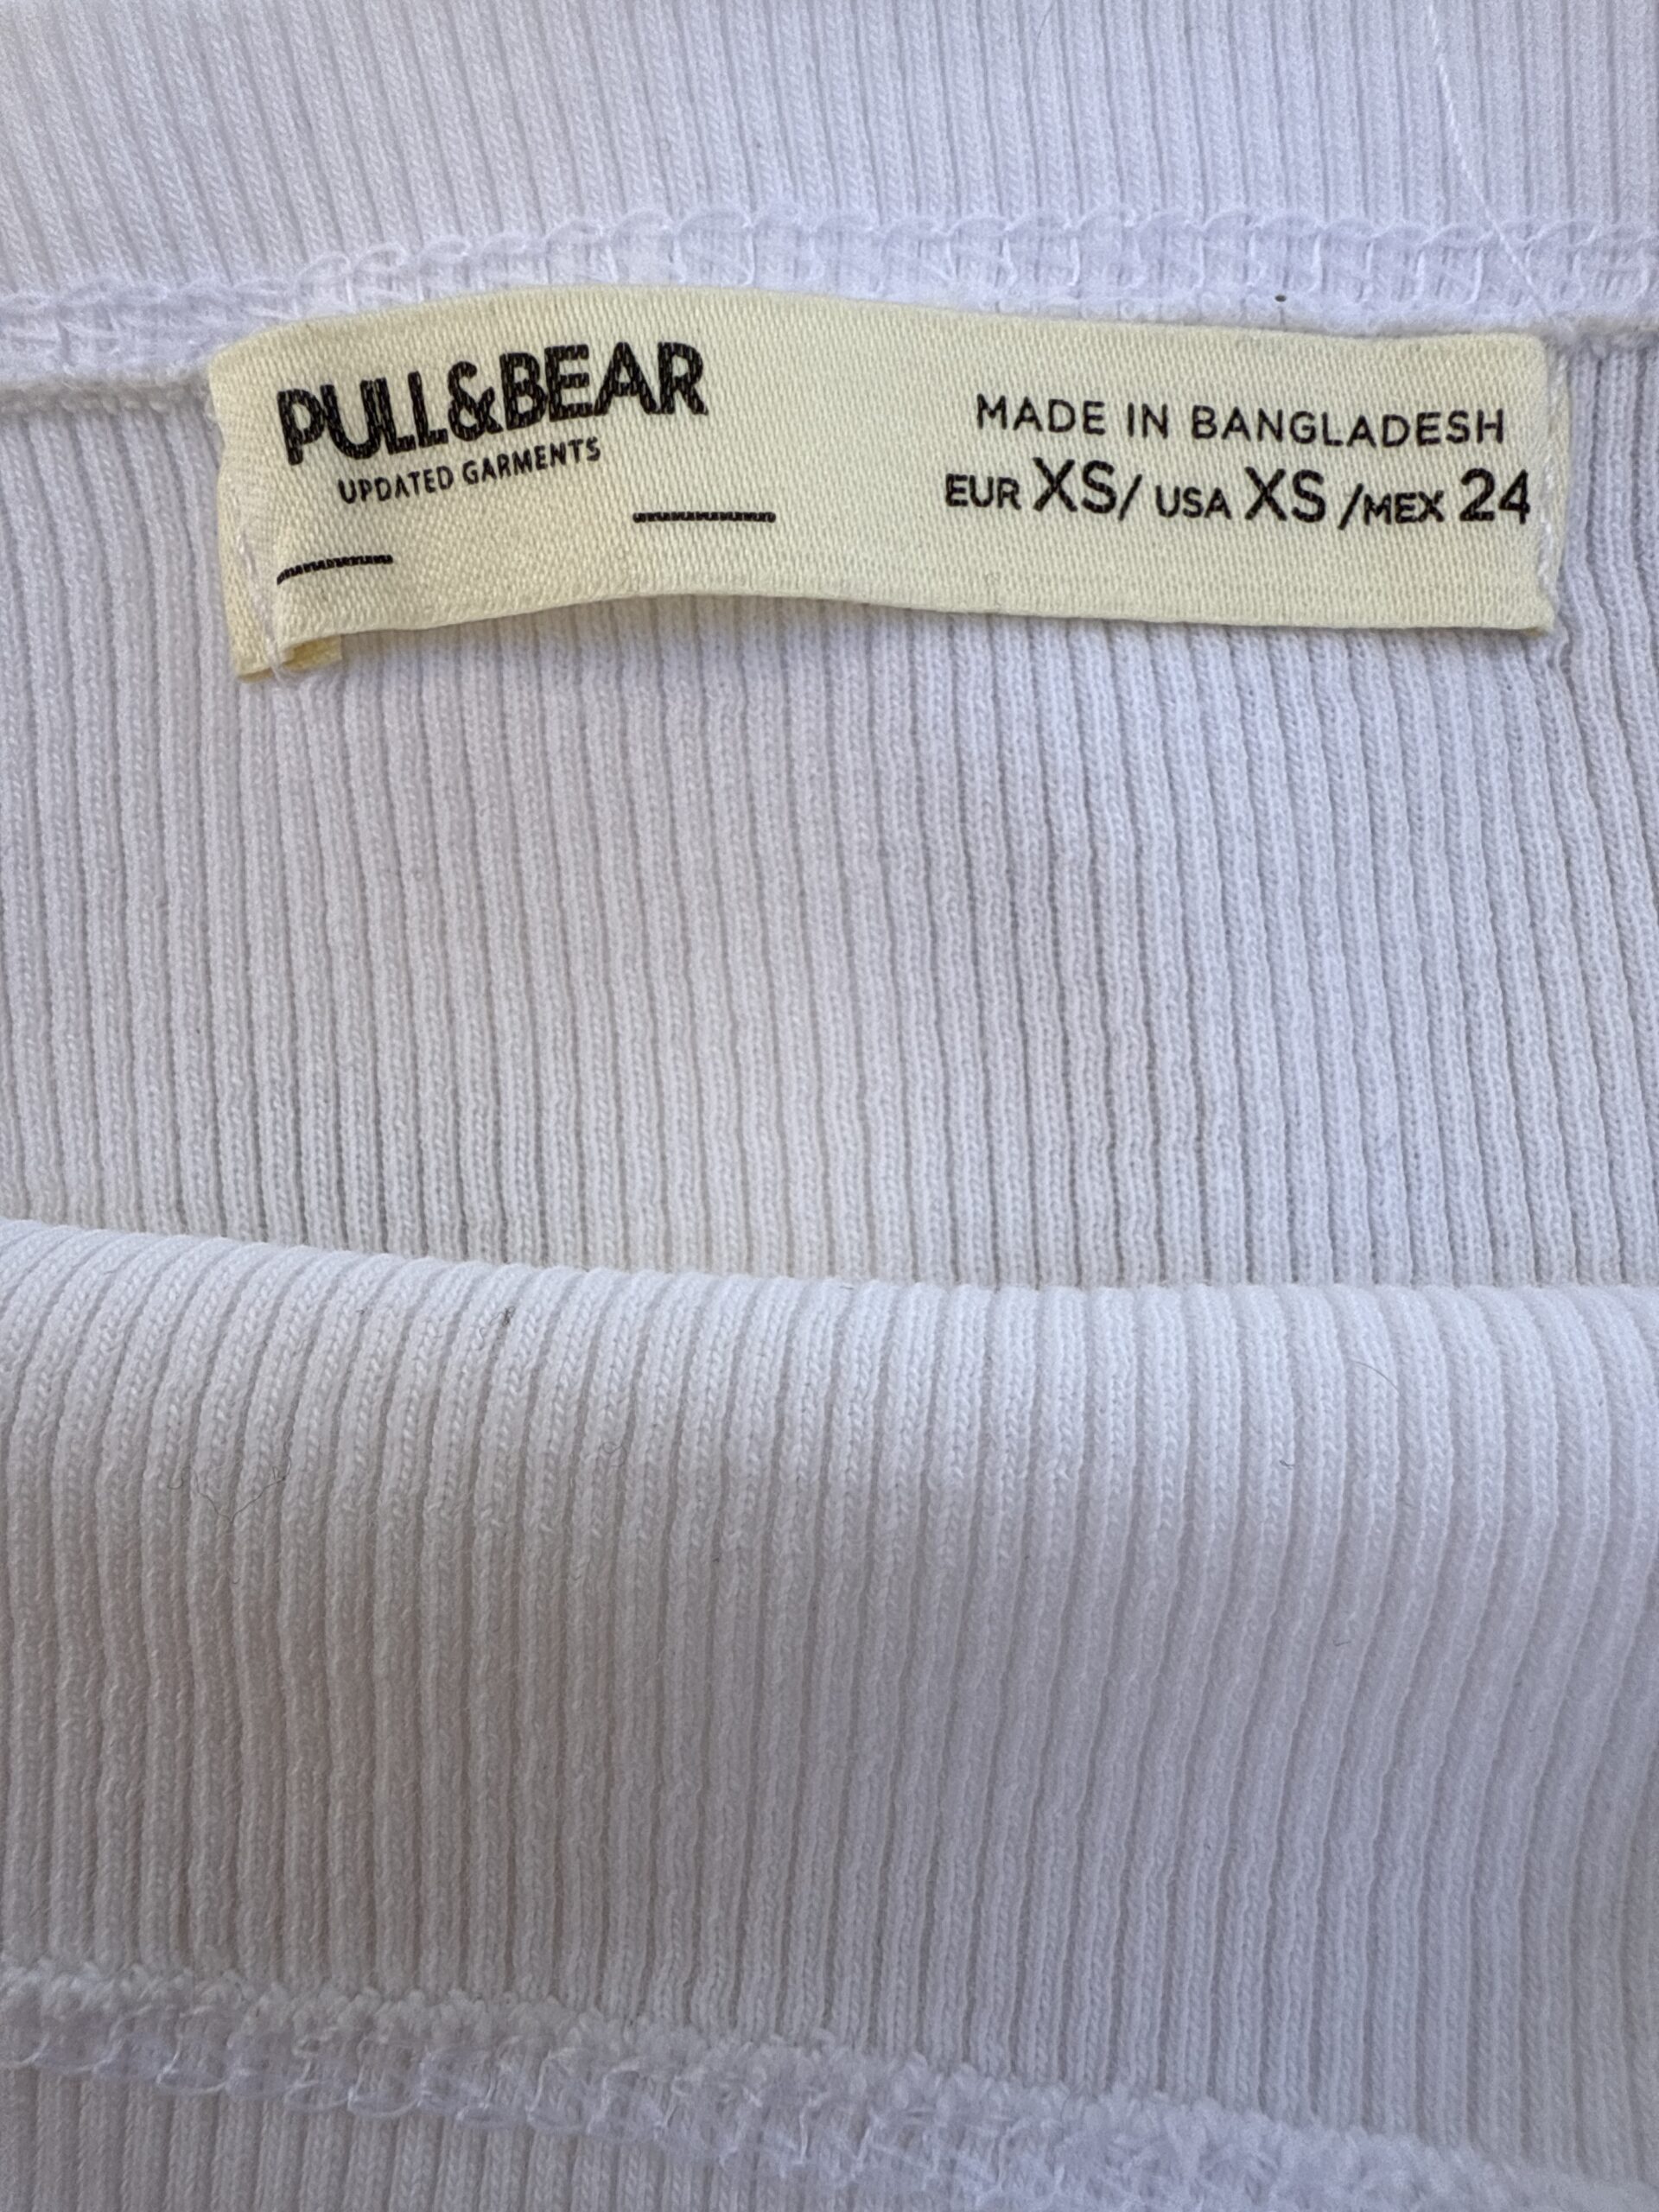 PULL&BEAR
UPDATED GARMENTS
MADE IN BANGLADESH
EUR XS/ USA XS /MEX 24